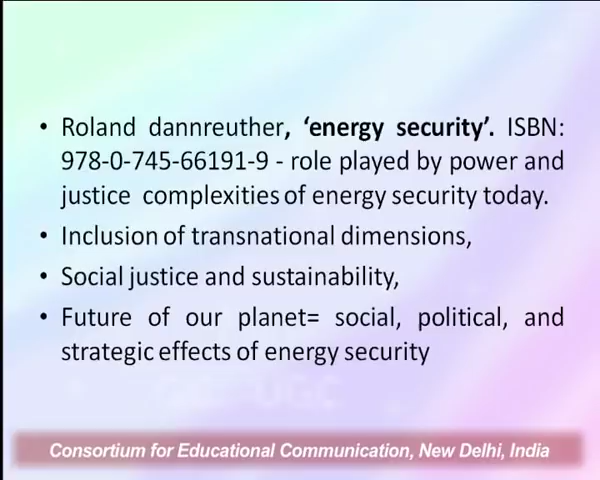 • Roland dannreuther, ‘energy security’. ISBN:
978-0-745-66191-9 - role played by power and
justice complexities of energy security today.
• Inclusion of transnational dimensions,
• Social justice and sustainability,
• Future of our planet= social, political, and
strategic effects of energy security
Consortium for Educational Communication, New Delhi, India